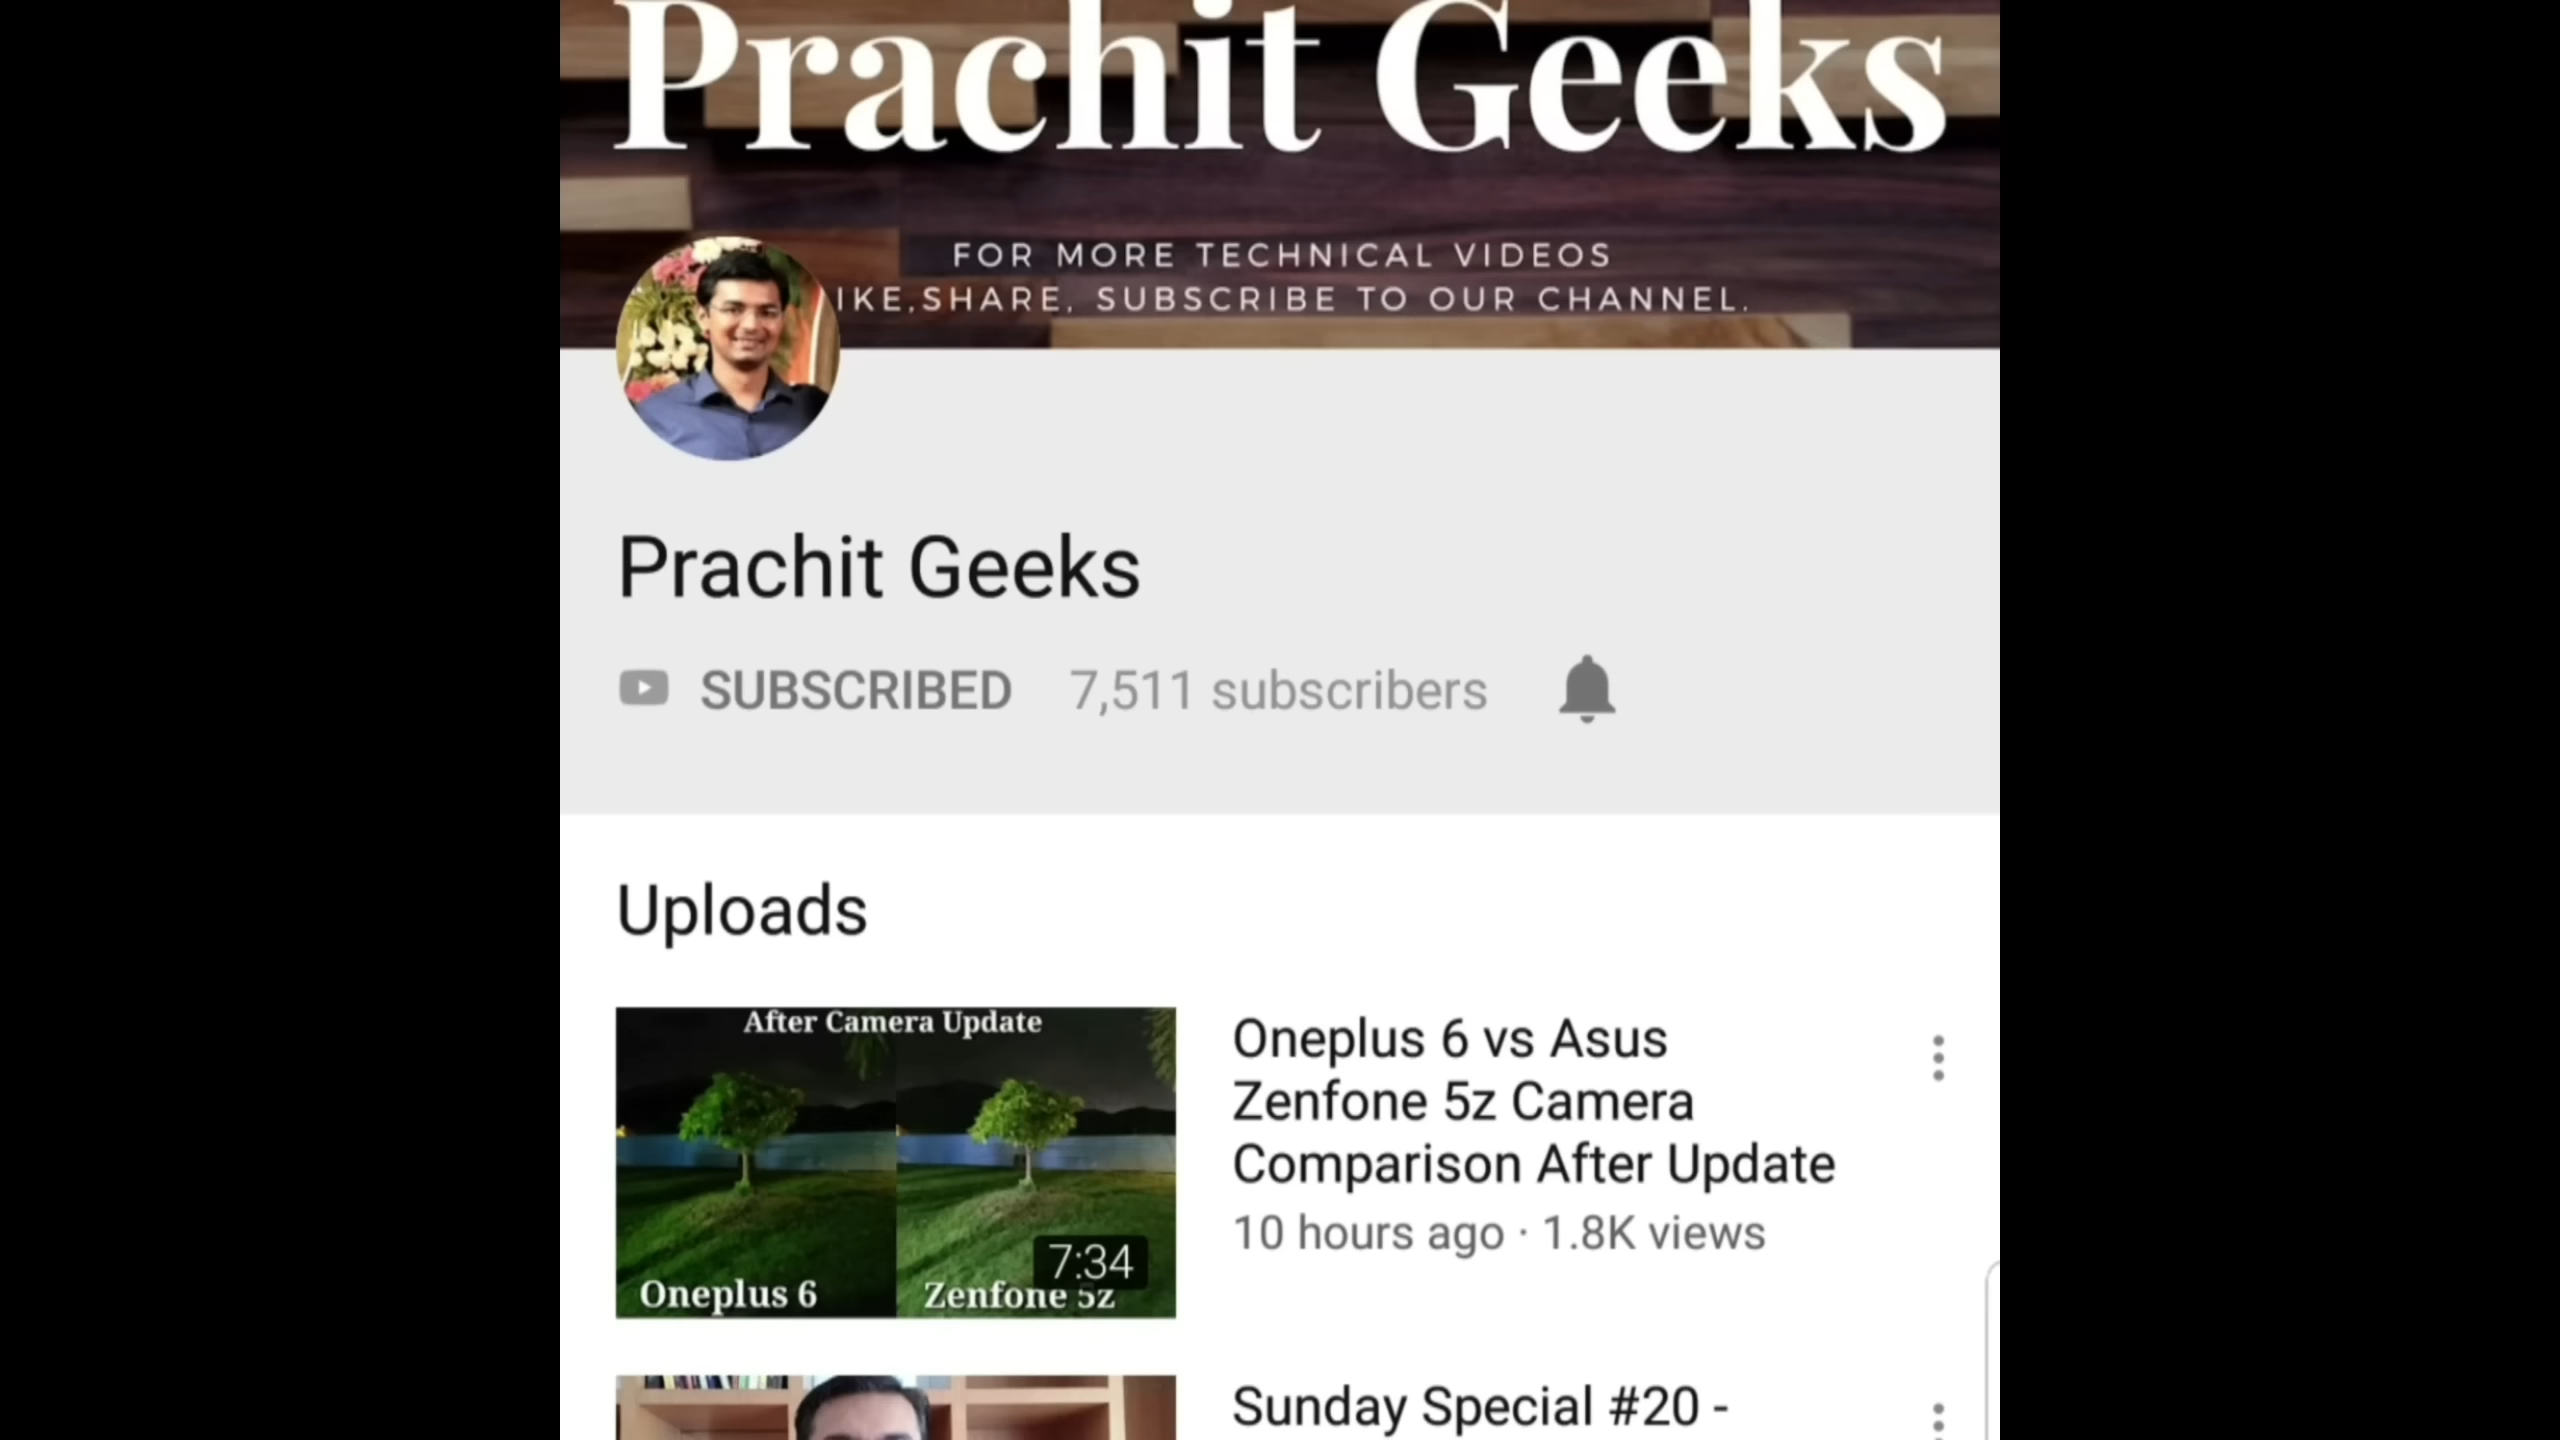 Prachit Geeks
FOR MORE TECHNICAL VIDEOS
IKE,SHARE, SUBSCRIBE TO OUR CHANNEL.
Prachit Geeks
SUBSCRIBED 7,511 subscribers
Uploads
After Camera Update
Oneplus 6
Zenfone 5z
7:34
Oneplus 6 vs Asus
Zenfone 5z Camera
Comparison After Update
10 hours ago · 1.8K views
Sunday Special #20 -